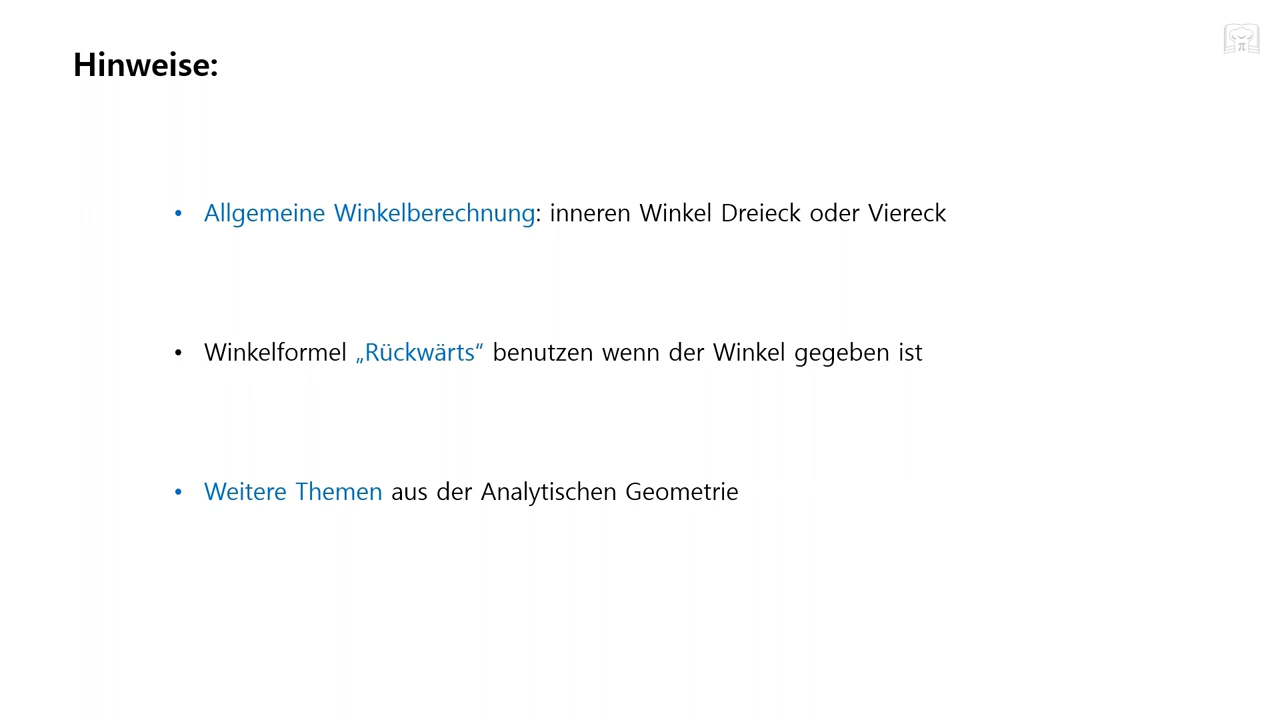 Hinweise:
• Allgemeine Winkelberechnung: inneren Winkel Dreieck oder Viereck
• Winkelformel „Rückwärts“ benutzen wenn der Winkel gegeben ist
• Weitere Themen aus der Analytischen Geometrie
π